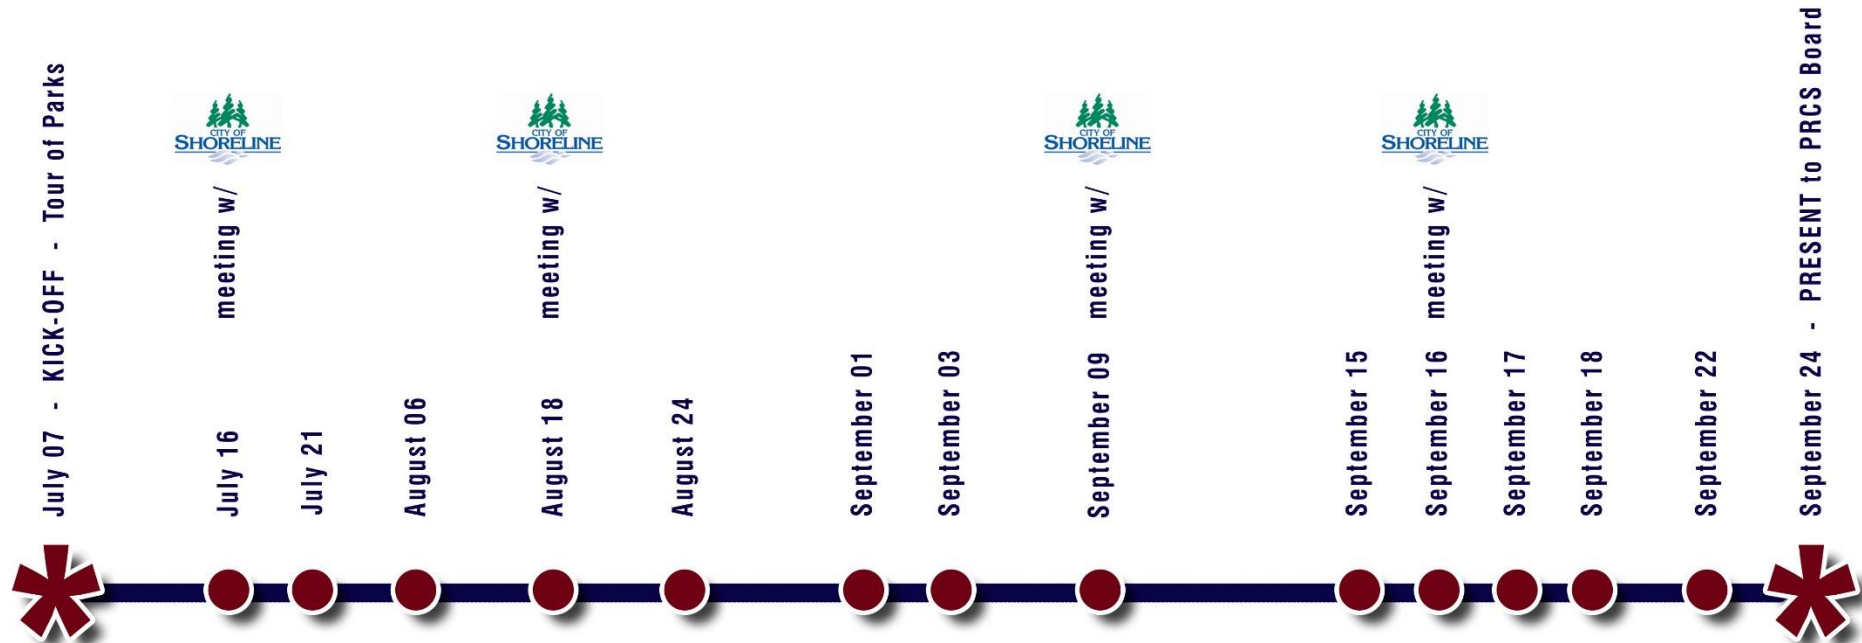 July 07 - KICK-OFF - Tour of Parks
CITY OF
SHORELINE
July 16 meeting w/
July 21
August 06
CITY OF
SHORELINE
August 18 meeting w/
August 24
September 01
September 03
CITY OF
SHORELINE
September 09 meeting w/
September 15
CITY OF
SHORELINE
September 16 meeting w/
September 17
September 18
September 22
September 24 - PRESENT to PRCS Board